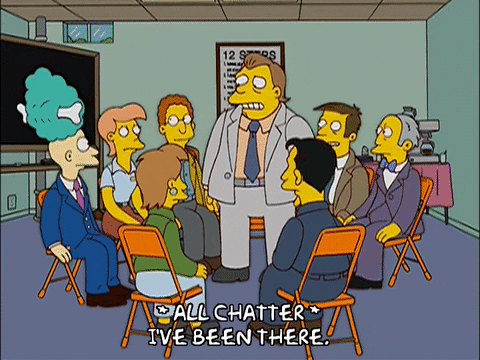 12 STEPS
*ALL CHATTER*
I'VE BEEN THERE.